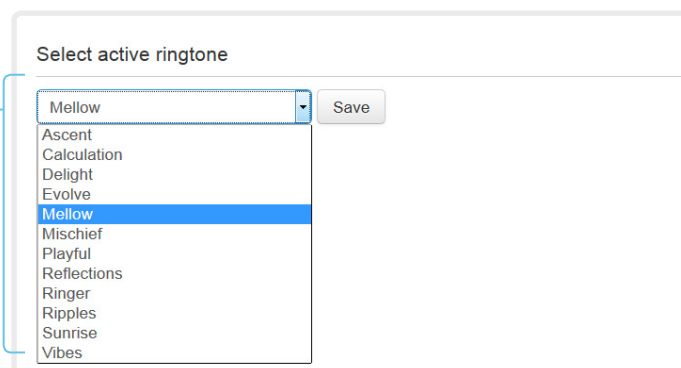 Select active ringtone
Mellow Save
Ascent
Calculation
Delight
Evolve
Mellow
Mischief
Playful
Reflections
Ringer
Ripples
Sunrise
Vibes